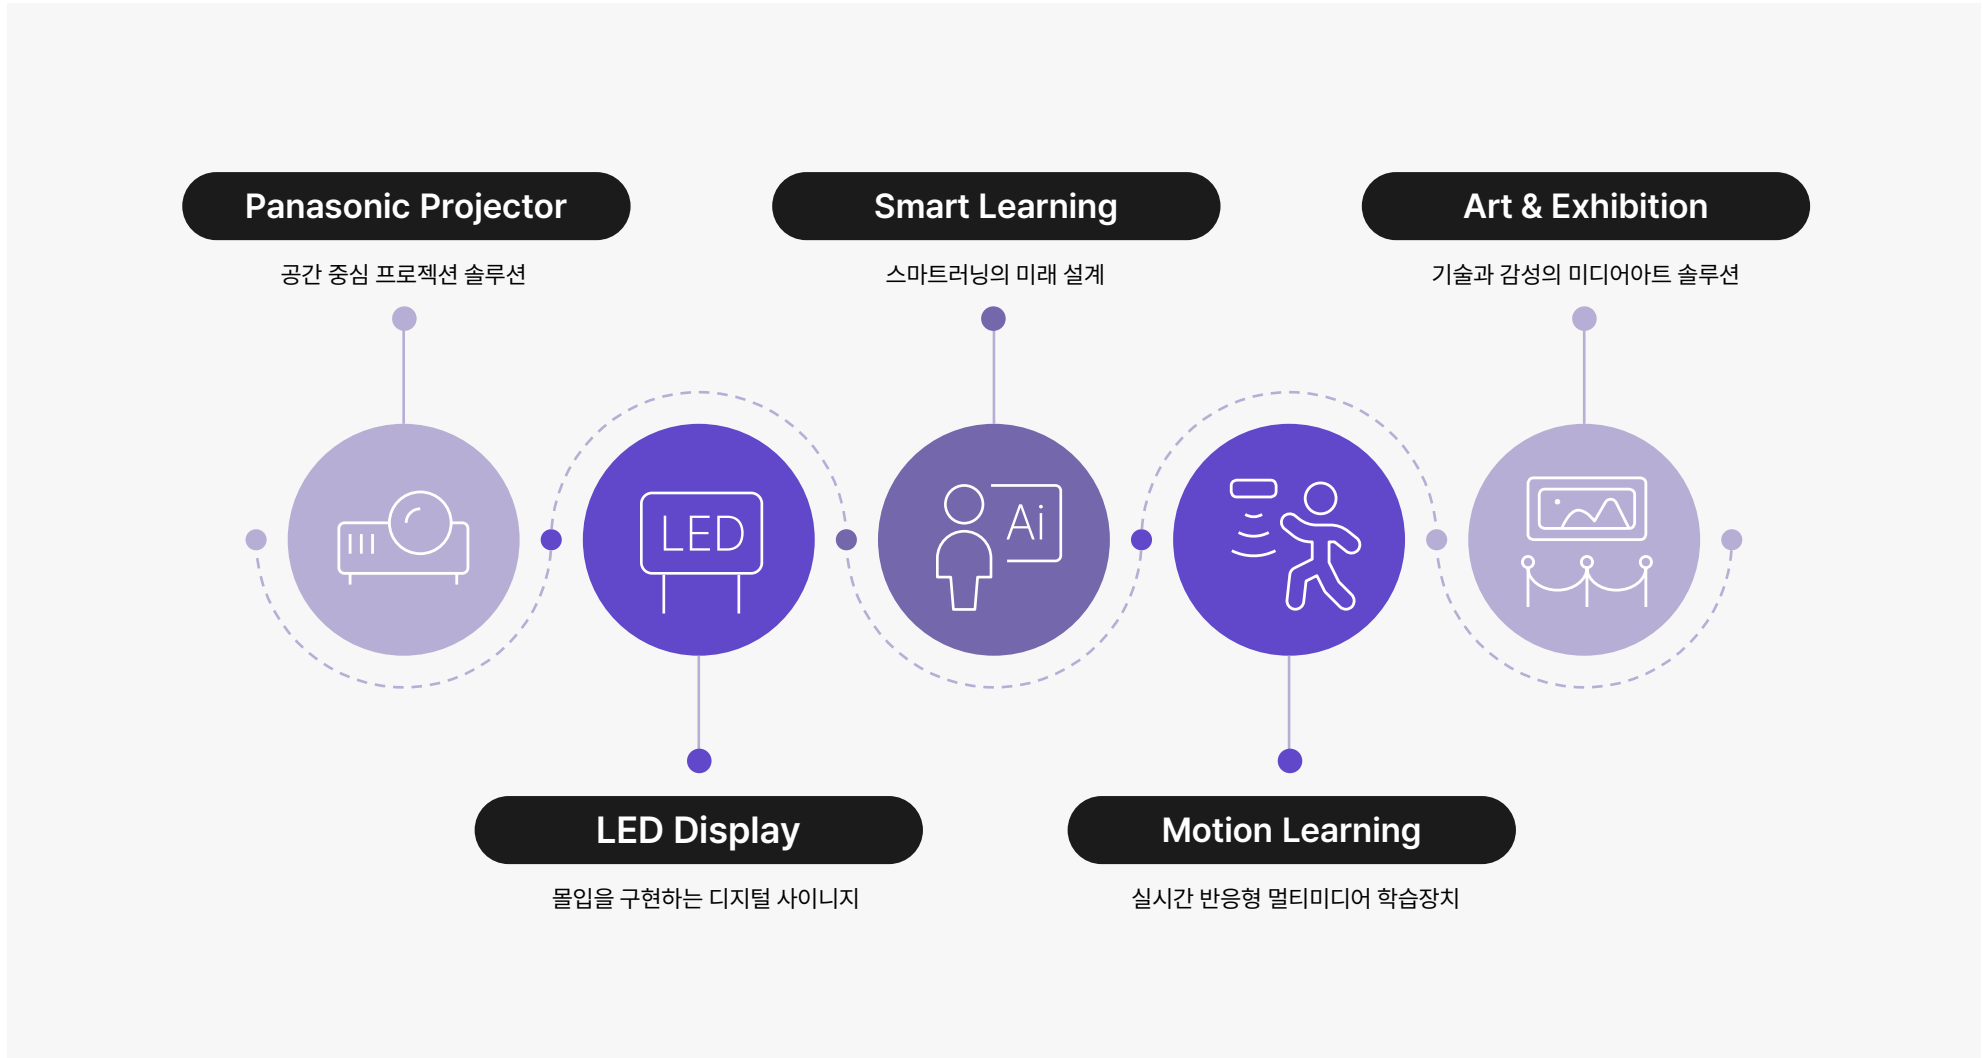 Panasonic Projector
공간 중심 프로젝션 솔루션
Smart Learning
스마트러닝의 미래 설계
Art & Exhibition
기술과 감성의 미디어아트 솔루션
LED
Ai
LED Display
몰입을 구현하는 디지털 사이니지
Motion Learning
실시간 반응형 멀티미디어 학습장치